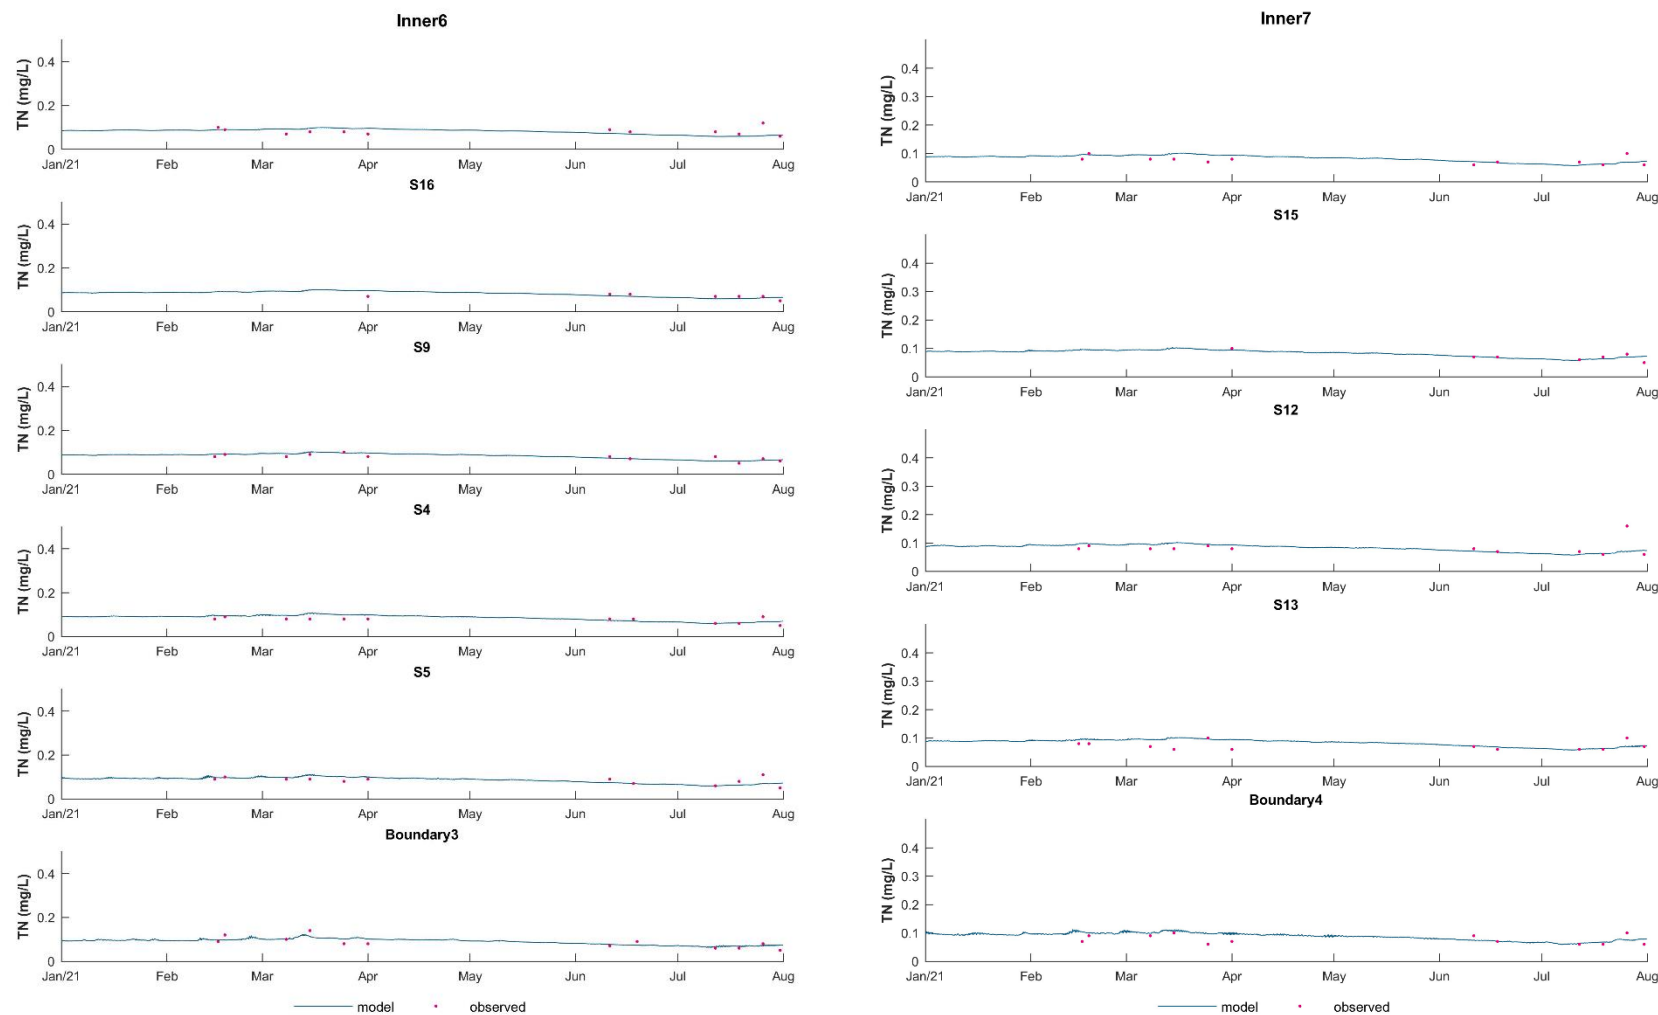 Inner6
TN (mg/L)
0.4
0.2
0
Jan/21 Feb Mar Apr May Jun Jul Aug
S16
TN (mg/L)
0.4
0.2
0
Jan/21 Feb Mar Apr May Jun Jul Aug
S9
TN (mg/L)
0.4
0.2
0
Jan/21 Feb Mar Apr May Jun Jul Aug
S4
TN (mg/L)
0.4
0.2
0
Jan/21 Feb Mar Apr May Jun Jul Aug
S5
TN (mg/L)
0.4
0.2
0
Jan/21 Feb Mar Apr May Jun Jul Aug
Boundary3
TN (mg/L)
0.4
0.2
0
Jan/21 Feb Mar Apr May Jun Jul Aug
model observed
Inner7
TN (mg/L)
0.4
0.3
0.2
0.1
0
Jan/21 Feb Mar Apr May Jun Jul Aug
S15
TN (mg/L)
0.4
0.3
0.2
0.1
0
Jan/21 Feb Mar Apr May Jun Jul Aug
S12
TN (mg/L)
0.4
0.3
0.2
0.1
0
Jan/21 Feb Mar Apr May Jun Jul Aug
S13
TN (mg/L)
0.4
0.3
0.2
0.1
0
Jan/21 Feb Mar Apr May Jun Jul Aug
Boundary4
TN (mg/L)
0.4
0.3
0.2
0.1
0
Jan/21 Feb Mar Apr May Jun Jul Aug
model observed